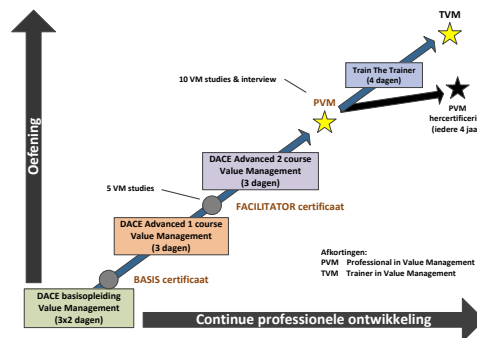 TVM
Train The Trainer
(4 dagen)
10 VM studies & interview
PVM
PVM
hercertificerin
(iedere 4 jaa
Oefening
DACE Advanced 2 course
Value Management
(3 dagen)
5 VM studies
FACILITATOR certificaat
DACE Advanced 1 course
Value Management
(3 dagen)
BASIS certificaat
Afkortingen:
PVM Professional in Value Management
TVM Trainer in Value Management
DACE basisopleiding
Value Management
(3x2 dagen)
Continue professionele ontwikkeling